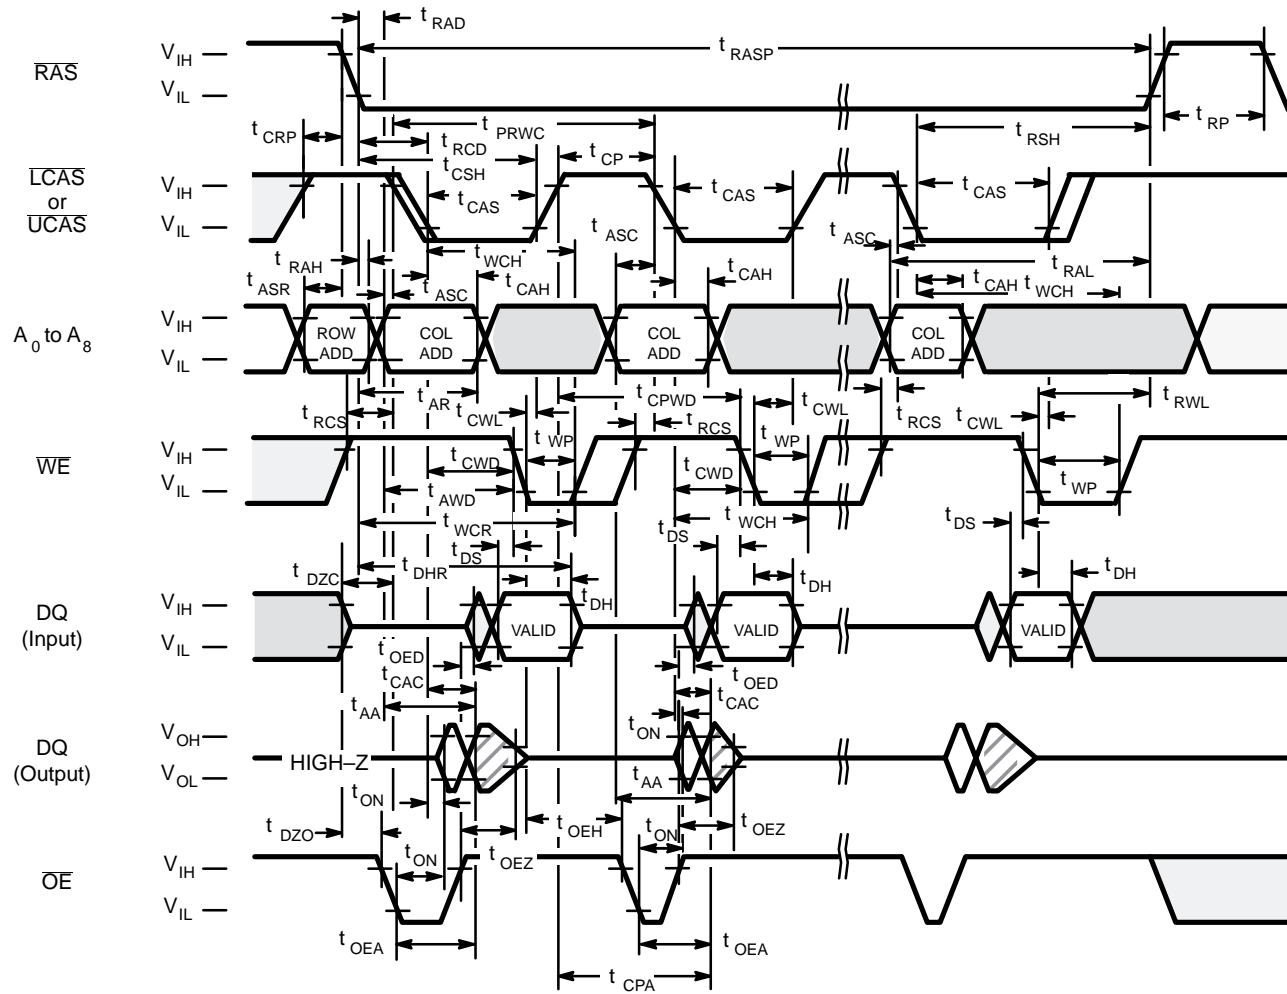 t RAD
V IH
t RASP
RAS
V IL
t CRP
t PRWC
t RCD
t RSH
t RP
t CSH
t CP
LCAS
or
UCAS
V IH
V IL
t CAS
t CAS
t CAS
t ASC
t ASC
t RAH
t WCH
t CAH
t RAL
t ASR
t ASC
t CAH
t CAH
t WCH
A 0 to A 8
V IH
V IL
ROW ADD
COL ADD
COL ADD
COL ADD
t AR
t CPWD
t RCS
t CWL
t RCS
t CWL
t RCS
t CWL
t RWL
WE
V IH
V IL
t WP
t WP
t CWD
t CWD
t WP
t AWD
t WCR
t WCH
t DS
t DS
t DS
t DZC
t DHR
t DH
t DH
t DH
DQ
(Input)
V IH
V IL
VALID
VALID
VALID
t OED
t OED
t CAC
t CAC
t AA
t ON
DQ
(Output)
V OH
V OL
HIGH–Z
t AA
t ON
t DZO
t OEH
t ON
t OEZ
t ON
t OEZ
OE
V IH
V IL
t OEA
t OEA
t CPA